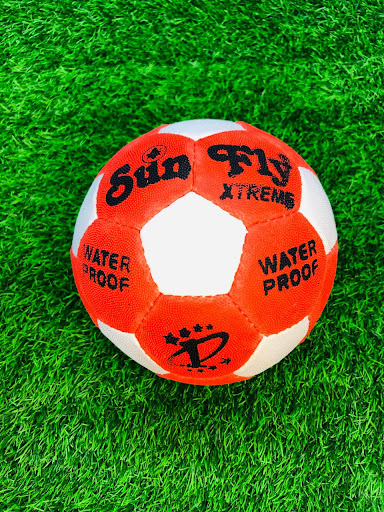 Sun Fly
XTREME
WATER
PROOF
WATER
PROOF